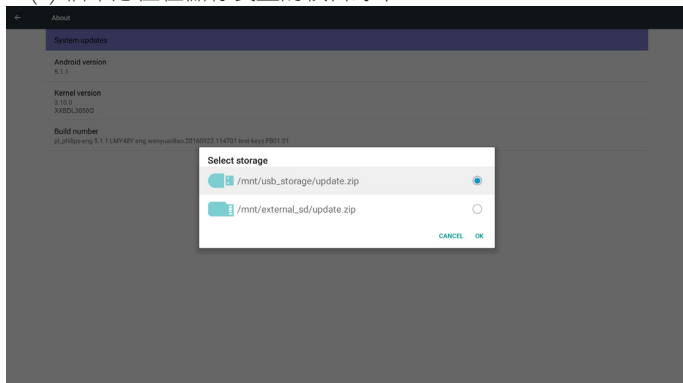 About
System updates
Android version
5.1.1
Kernel version
3.10.0
XXBDL3050Q
Build number
Select storage
/mnt/usb_storage/update.zip
/mnt/external_sd/update.zip
CANCEL OK